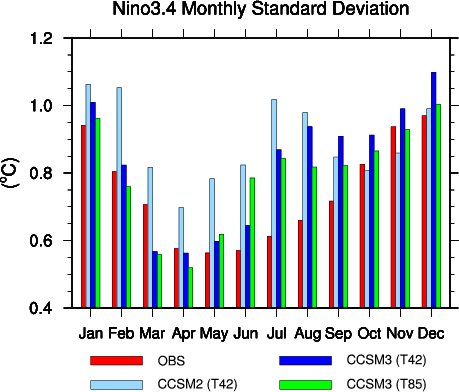 Nino3.4 Monthly Standard Deviation
(°C)
1.2
1.0
0.8
0.6
0.4
Jan Feb Mar Apr May Jun Jul Aug Sep Oct Nov Dec
OBS CCSM3 (T42)
CCSM2 (T42) CCSM3 (T85)